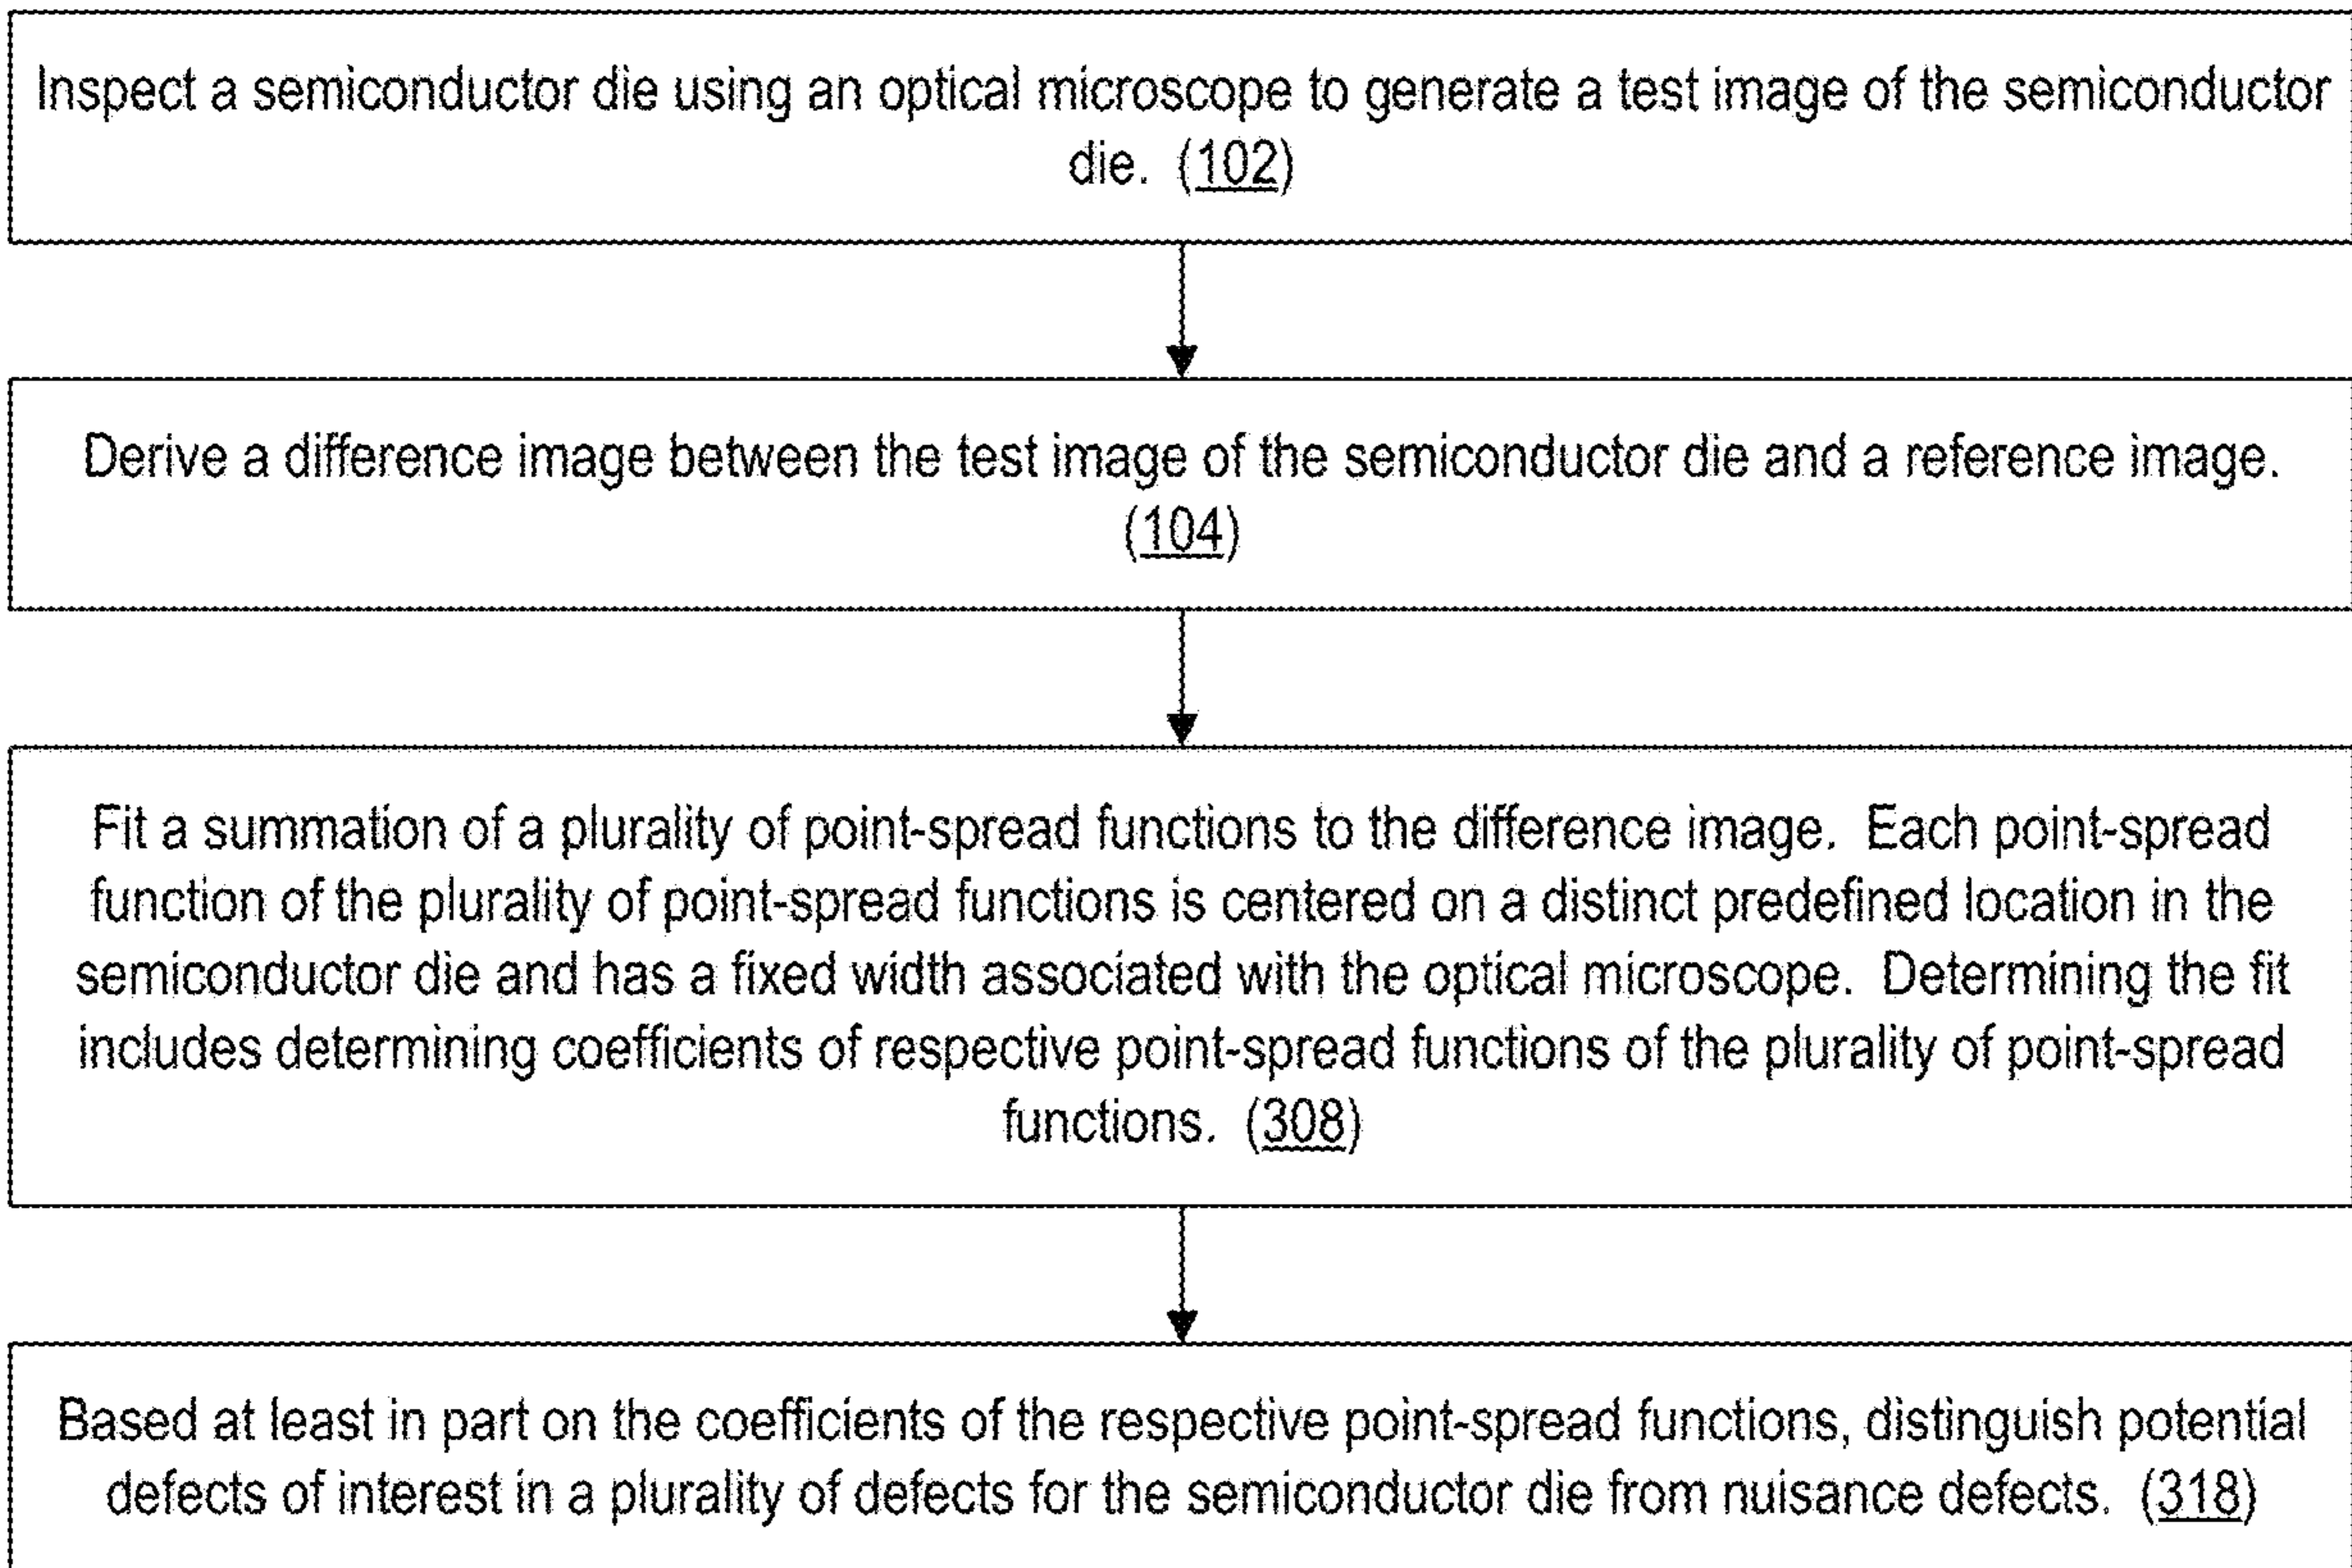 Inspect a semiconductor die using an optical microscope to generate a test image of the semiconductor
die. (102)
Derive a difference image between the test image of the semiconductor die and a reference image.
(104)
Fit a summation of a plurality of point-spread functions to the difference image. Each point-spread
function of the plurality of point-spread functions is centered on a distinct predefined location in the
semiconductor die and has a fixed width associated with the optical microscope. Determining the fit
includes determining coefficients of respective point-spread functions of the plurality of point-spread
functions. (308)
Based at least in part on the coefficients of the respective point-spread functions, distinguish potential
defects of interest in a plurality of defects for the semiconductor die from nuisance defects. (318)